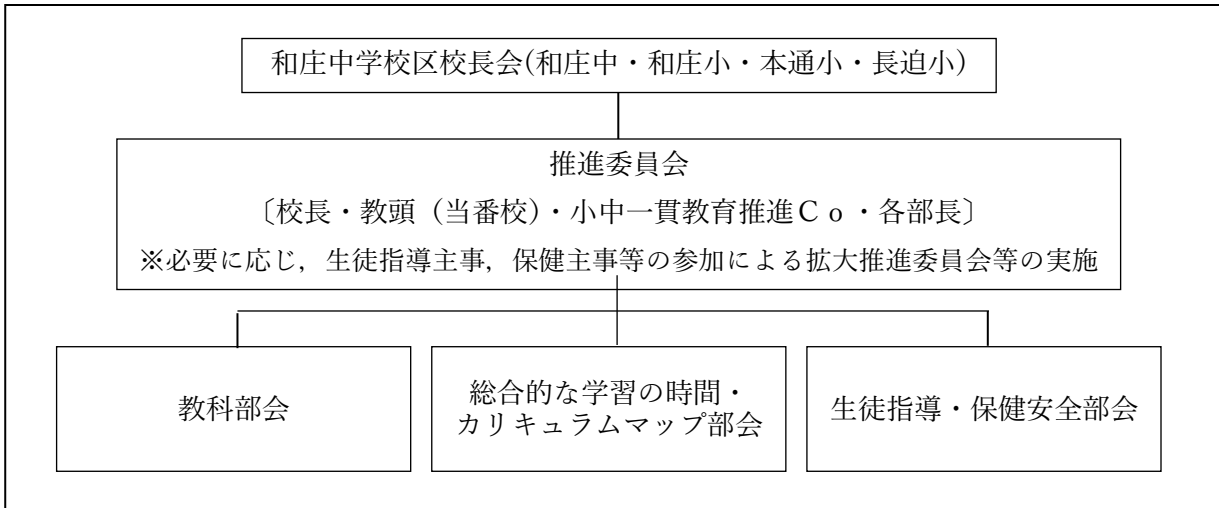 和庄中学校区校長会(和庄中・和庄小・本通小・長迫小)
推進委員会
〔校長・教頭（当番校）・小中一貫教育推進Ｃｏ・各部長〕
※必要に応じ，生徒指導主事，保健主事等の参加による拡大推進委員会等の実施
教科部会
総合的な学習の時間・
カリキュラムマップ部会
生徒指導・保健安全部会